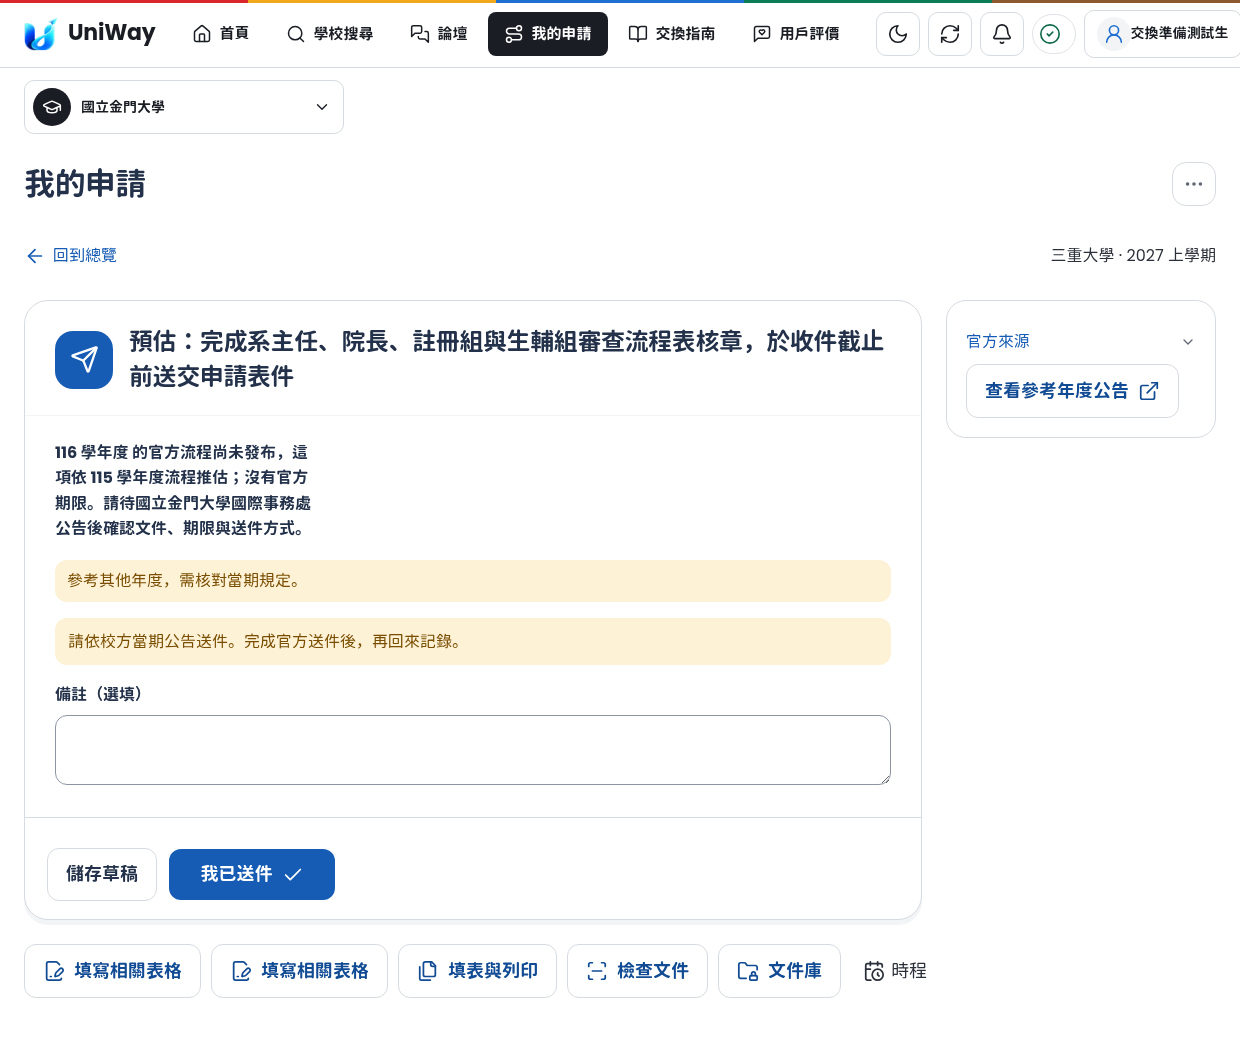 UniWay
首頁
學校搜尋
論壇
我的申請
交換指南
用戶評價
交換準備測試生
國立金門大學
我的申請
回到總覽
三重大學 · 2027 上學期
預估：完成系主任、院長、註冊組與生輔組審查流程表核章，於收件截止
前送交申請表件
官方來源
查看參考年度公告
116 學年度 的官方流程尚未發布，這
項依 115 學年度流程推估；沒有官方
期限。請待國立金門大學國際事務處
公告後確認文件、期限與送件方式。
參考其他年度，需核對當期規定。
請依校方當期公告送件。完成官方送件後，再回來記錄。
備註（選填）
儲存草稿
我已送件
填寫相關表格
填寫相關表格
填表與列印
檢查文件
文件庫
時程